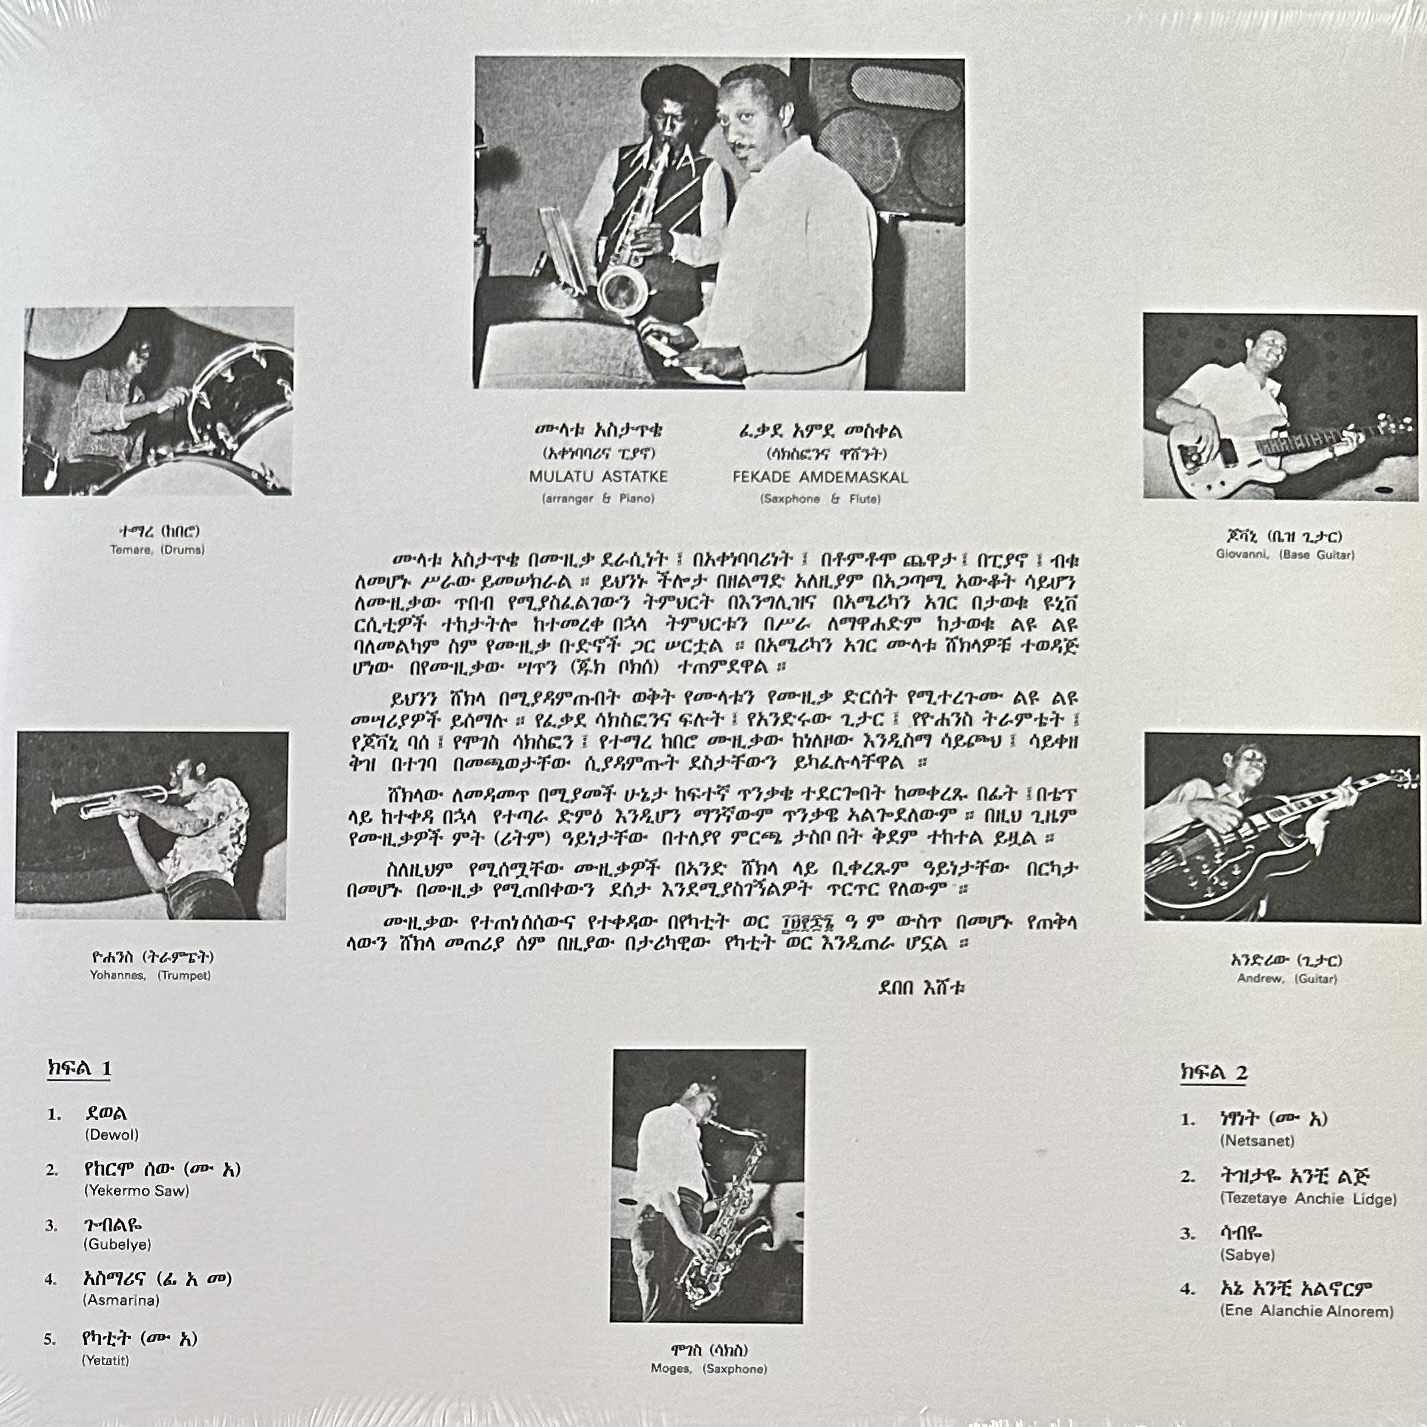 ሙላቱ አስታጥቄ
(አቀነባባሪና ፒያኖ)
MULATU ASTATKE
(arranger & Piano)
ፈቃደ አምደ መስቀል
(ሳክስፎንና ዋሽንት)
FEKADE AMDEMASKAL
(Saxphone & Flute)
ተማረ (ከበሮ)
Temare, (Drums)
ጆቫኒ (ቤዝ ጊታር)
Giovanni, (Base Guitar)
ሙላቱ አስታጥቄ በሙዚቃ ደራሲነት ፤ በአቀነባባሪነት ፤ በቶምቶሞ ጨዋታ ፤ በፒያኖ ፤ ብቁ
ለመሆኑ ሥራው ይመሠክራል ። ይህንኑ ችሎታ በዘልማድ አለዚያም በአጋጣሚ አውቆት ሳይሆን
ለሙዚቃው ጥበብ የሚያስፈልገውን ትምህርት በእንግሊዝና በአሜሪካን አገር በታወቁ ዩኒቨ
ርሲቲዎች ተከታትሎ ከተመረቀ በኋላ ትምህርቱን በሥራ ለማዋሐድም ከታወቁ ልዩ ልዩ
ባለመልካም ስም የሙዚቃ ቡድኖች ጋር ሠርቷል ። በአሜሪካን አገር ሙላቱ ሸክላዎቹ ተወዳጅ
ሆነው በየሙዚቃው ሣጥን (ጁክ ቦክስ) ተጠምደዋል ።
ይህንን ሸክላ በሚያዳምጡበት ወቅት የሙላቱን የሙዚቃ ድርሰት የሚተረጉሙ ልዩ ልዩ
መሣሪያዎች ይሰማሉ ። የፈቃደ ሳክስፎንና ፍሉት ፤ የአንድሩው ጊታር ፤ የዮሐንስ ትራምፔት ፤
የጆቫኒ ባስ ፤ የሞገስ ሳክስፎን ፤ የተማረ ከበሮ ሙዚቃው ከነለዛው እንዲሰማ ሳይጮህ ፤ ሳይቀዘ
ቅዝ በተገባ በመጫወታቸው ሲያዳምጡት ደስታቸውን ይካፈሉላቸዋል ።
ሸክላው ለመዳመጥ በሚያመች ሁኔታ ከፍተኛ ጥንቃቄ ተደርጎበት ከመቀረጹ በፊት ፤ በቴፕ
ላይ ከተቀዳ በኋላ የተጣራ ድምፅ እንዲሆን ማንኛውም ጥንቃቄ አልጐደለውም ። በዚህ ጊዜም
የሙዚቃዎች ምት (ሪትም) ዓይነታቸው በተለያየ ምርጫ ታስቦ በት ቅደም ተከተል ይዟል ።
ስለዚህም የሚሰሟቸው ሙዚቃዎች በአንድ ሸክላ ላይ ቢቀረጹም ዓይነታቸው በርካታ
በመሆኑ በሙዚቃ የሚጠበቀውን ደስታ እንደሚያስገኝልዎት ጥርጥር የለውም ።
ሙዚቃው የተጠነሰሰውና የተቀዳው በየካቲት ወር ዓ ም ውስጥ በመሆኑ የጠቅላ
ላውን ሸክላ መጠሪያ ስም በዚያው በታሪካዊው የካቲት ወር እንዲጠራ ሆኗል ።
ደበበ እሸቱ
ዮሐንስ (ትራምፔት)
Yohannes, (Trumpet)
አንድሪው (ጊታር)
Andrew, (Guitar)
ክፍል 1
1. ደወል
(Dewol)
2. የከርሞ ሰው (ሙ አ)
(Yekermo Saw)
3. ጉብልዬ
(Gubelye)
4. አስማሪና (ፈ አ መ)
(Asmarina)
5. የካቲት (ሙ አ)
(Yetatit)
ሞገስ (ሳክስ)
Moges, (Saxphone)
ክፍል 2
1. ነፃነት (ሙ አ)
(Netsanet)
2. ትዝታዬ አንቺ ልጅ
(Tezetaye Anchie Lidge)
3. ሳብዬ
(Sabye)
4. እኔ አንቺ አልኖርም
(Ene Alanchie Alnorem)